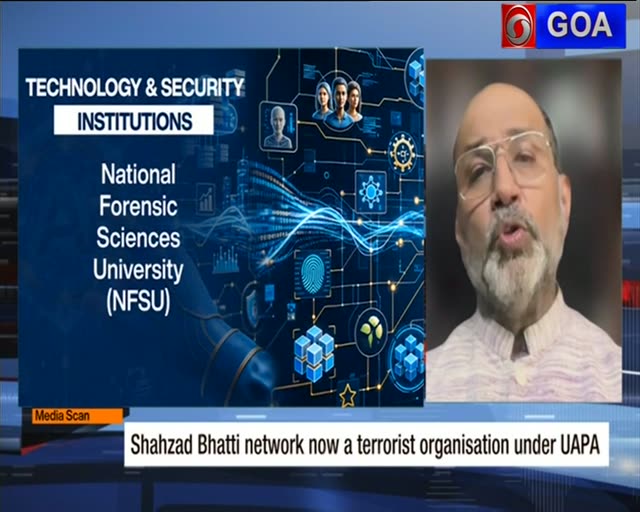 GOA
TECHNOLOGY & SECURITY
INSTITUTIONS
National
Forensic
Sciences
University
(NFSU)
Media Scan
Shahzad Bhatti network now a terrorist organisation under UAPA